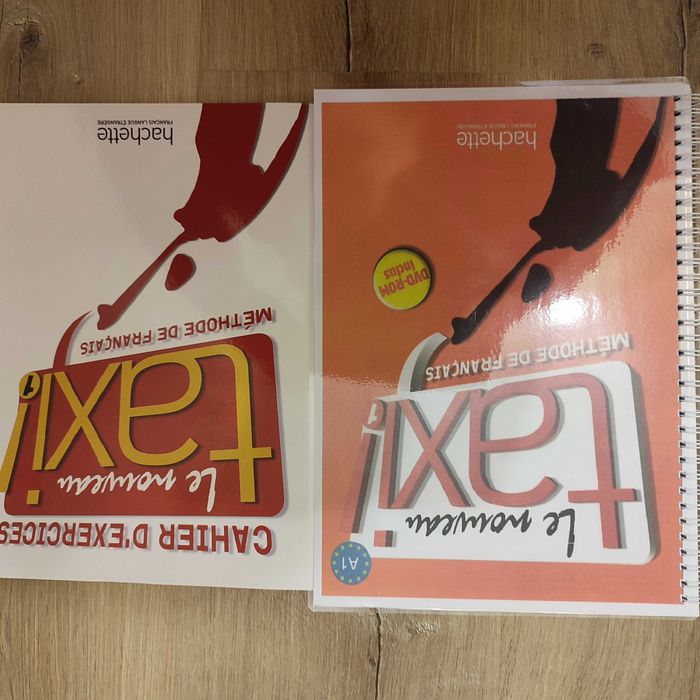 CAHIER D'EXERCICES
Le nouveau
taxi!
1
MÉTHODE DE FRANÇAIS
hachette
FRANÇAIS LANGUE ÉTRANGÈRE
A1
Le nouveau
taxi!
1
MÉTHODE DE FRANÇAIS
DVD-ROM
inclus
hachette
FRANÇAIS LANGUE ÉTRANGÈRE